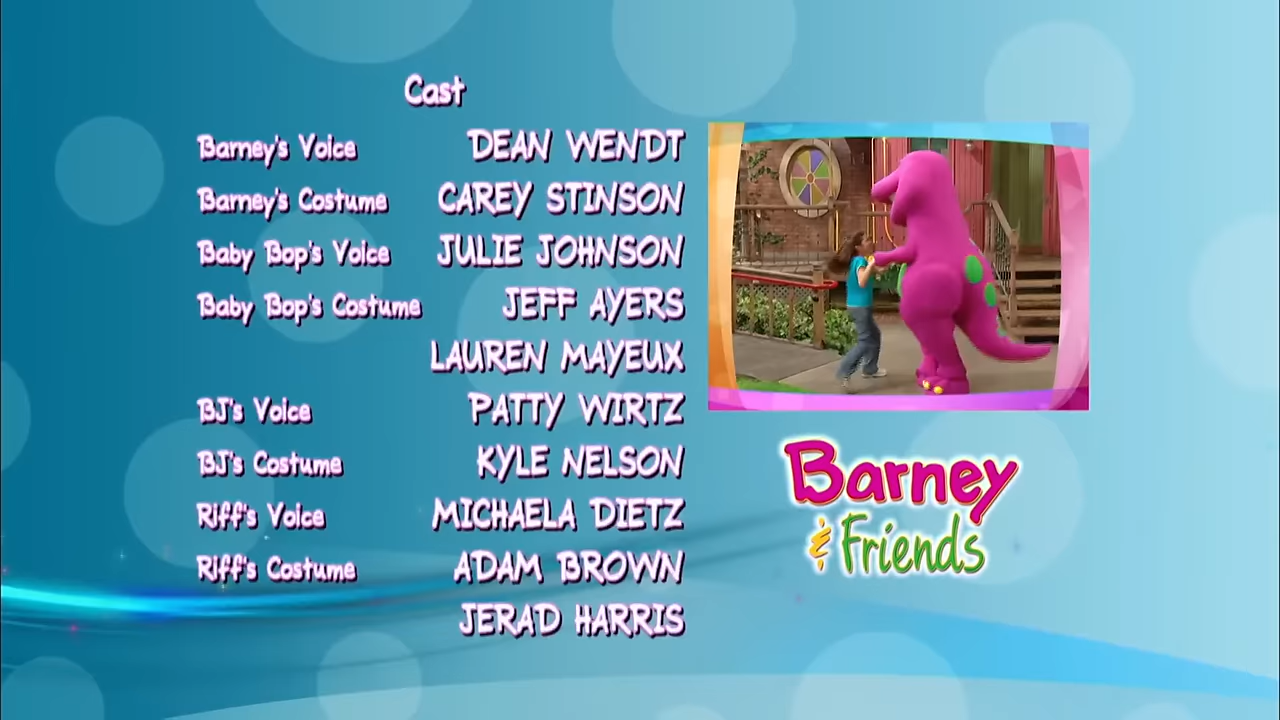 Cast
Barney's Voice DEAN WENDT
Barney's Costume CAREY STINSON
Baby Bop's Voice JULIE JOHNSON
Baby Bop's Costume JEFF AYERS
LAUREN MAYEUX
BJ's Voice PATTY WIRTZ
BJ's Costume KYLE NELSON
Riff's Voice MICHAELA DIETZ
Riff's Costume ADAM BROWN
JERAD HARRIS
Barney
& Friends